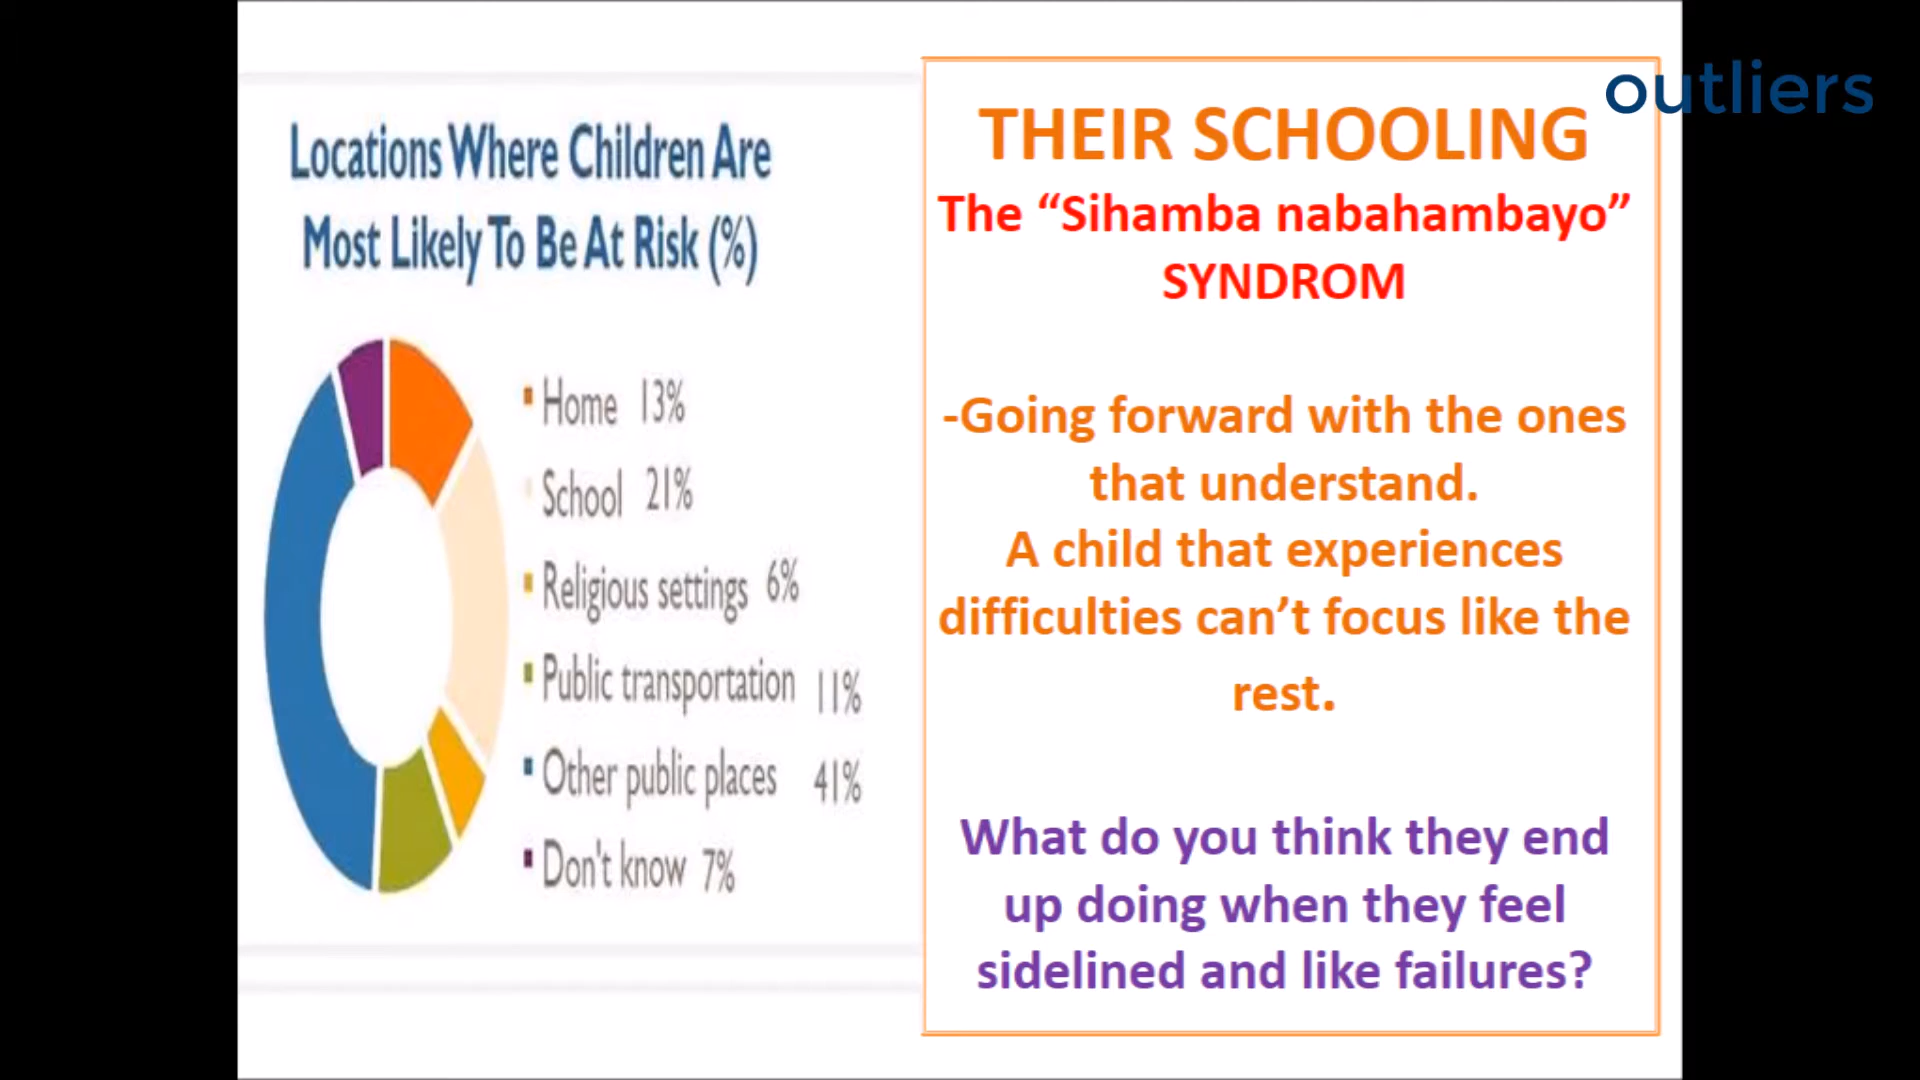 Locations Where Children Are
Most Likely To Be At Risk (%)
Home 13%
School 21%
Religious settings 6%
Public transportation 11%
Other public places 41%
Don't know 7%
outliers
THEIR SCHOOLING
The “Sihamba nabahambayo”
SYNDROM
-Going forward with the ones
that understand.
A child that experiences
difficulties can’t focus like the
rest.
What do you think they end
up doing when they feel
sidelined and like failures?